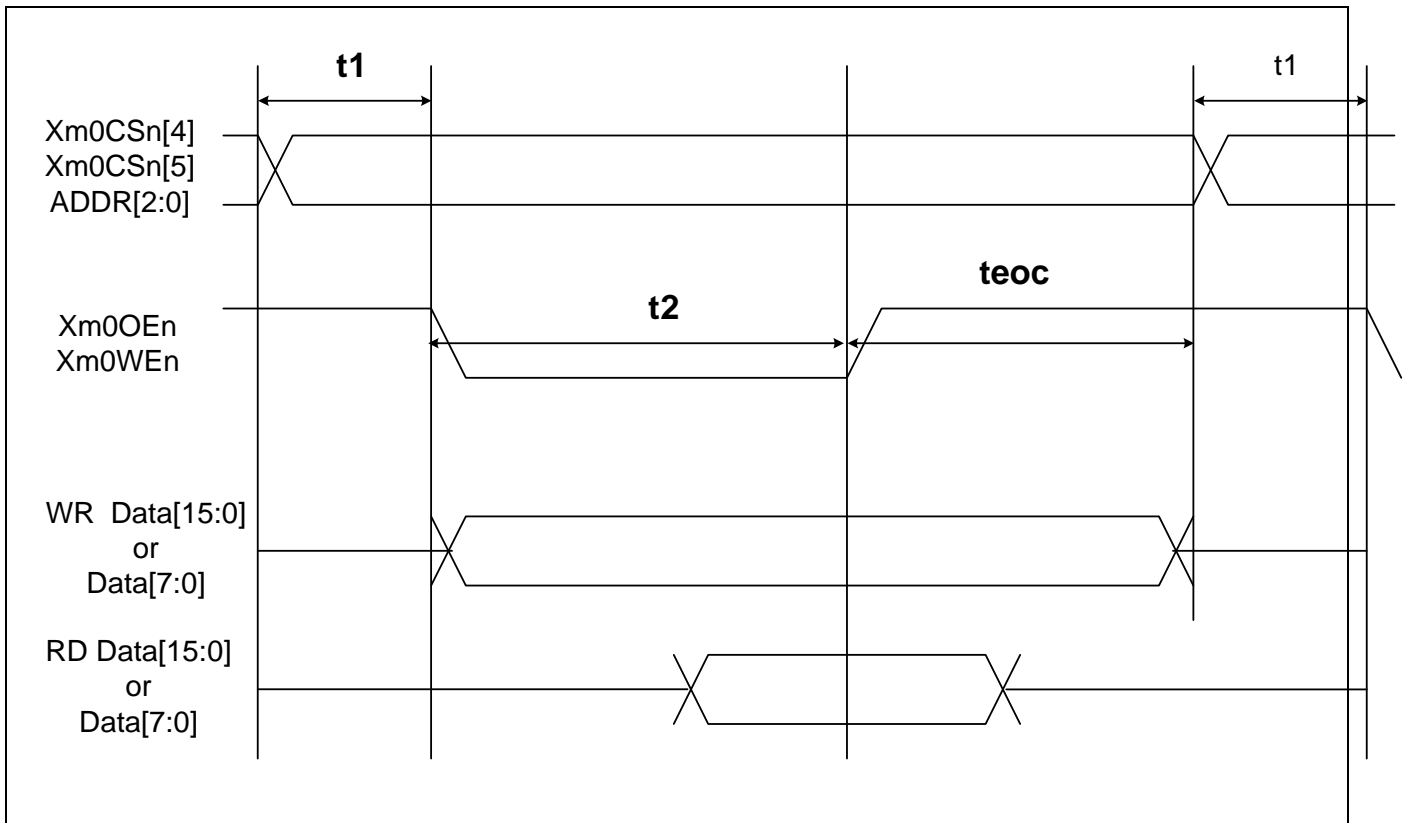 t1
t1
Xm0CSn[4]
Xm0CSn[5]
ADDR[2:0]
teoc
t2
Xm0OEn
Xm0WEn
WR Data[15:0]
or
Data[7:0]
RD Data[15:0]
or
Data[7:0]